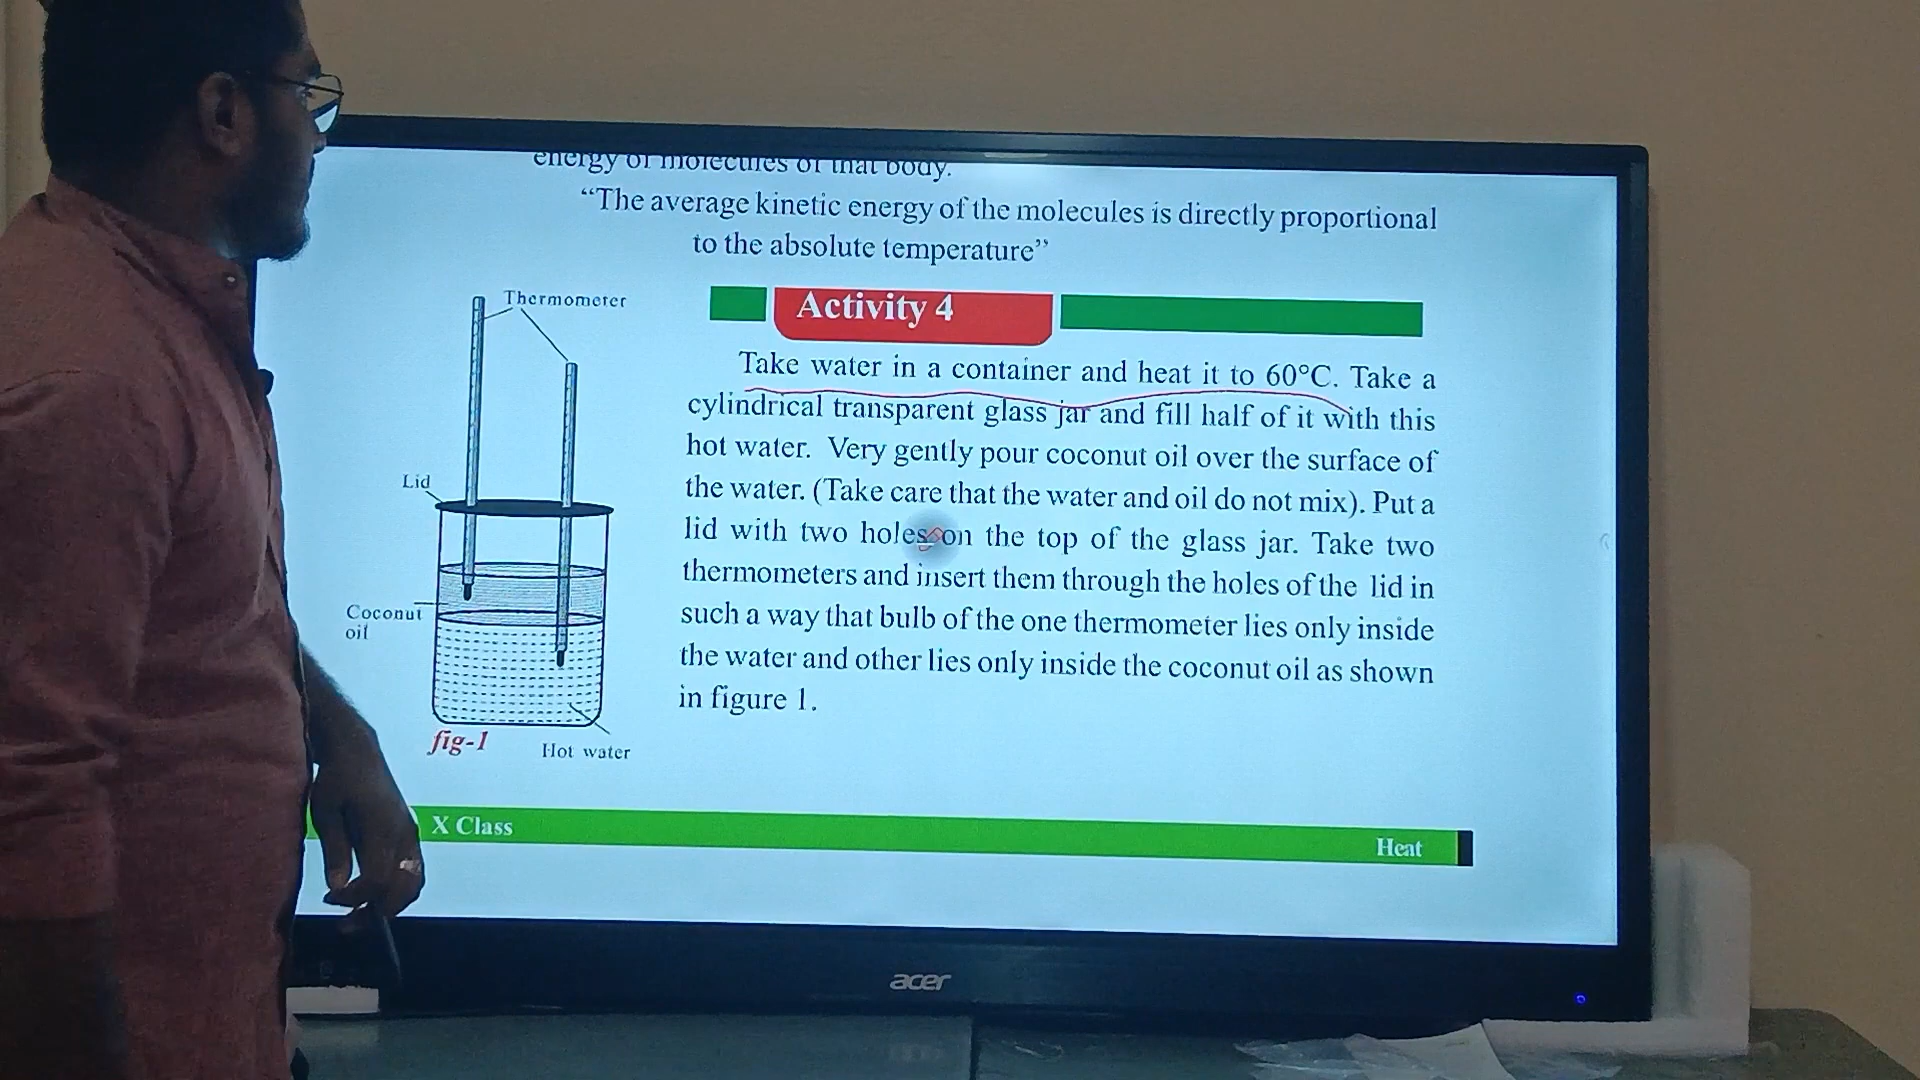 energy of molecules of that body.
“The average kinetic energy of the molecules is directly proportional
to the absolute temperature”
Thermometer
Activity 4
Take water in a container and heat it to 60°C. Take a
cylindrical transparent glass jar and fill half of it with this
hot water. Very gently pour coconut oil over the surface of
the water. (Take care that the water and oil do not mix). Put a
lid with two holes on the top of the glass jar. Take two
thermometers and insert them through the holes of the lid in
such a way that bulb of the one thermometer lies only inside
the water and other lies only inside the coconut oil as shown
in figure 1.
Lid
Coconut
oil
fig-1
Hot water
X Class
Heat
acer